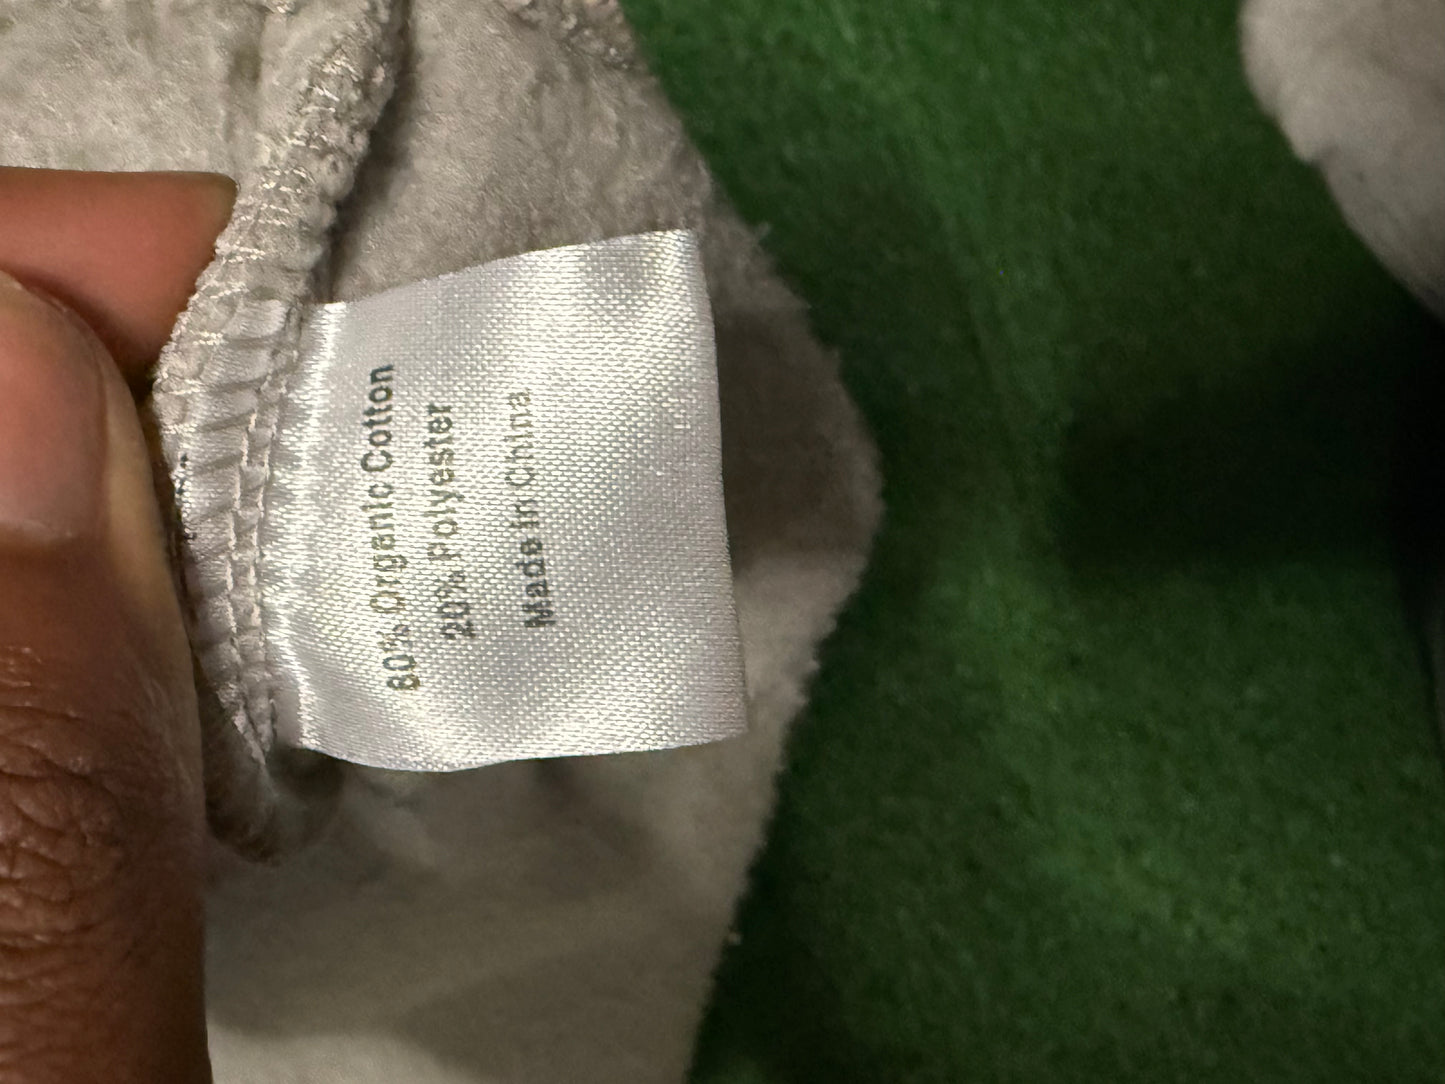 80% Organic Cotton
20% Polyester
Made in China